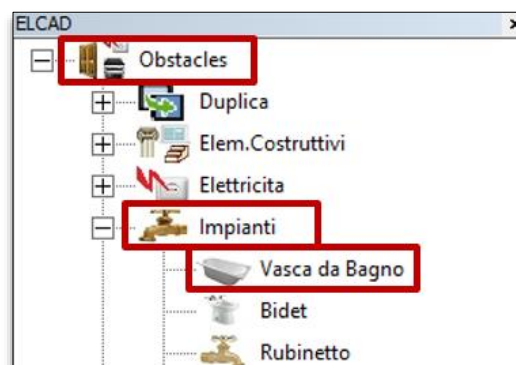 ELCAD
Obstacles
Duplica
Elem.Costruttivi
Elettricita
Impianti
Vasca da Bagno
Bidet
Rubinetto